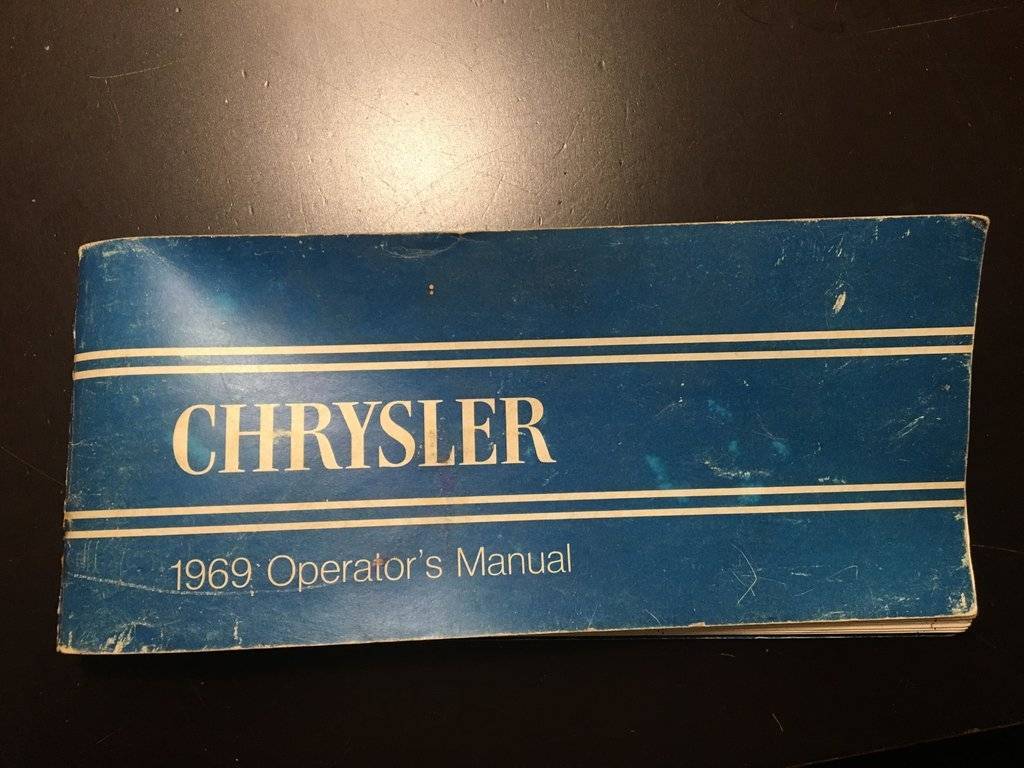 CHRYSLER
1969 Operator's Manual